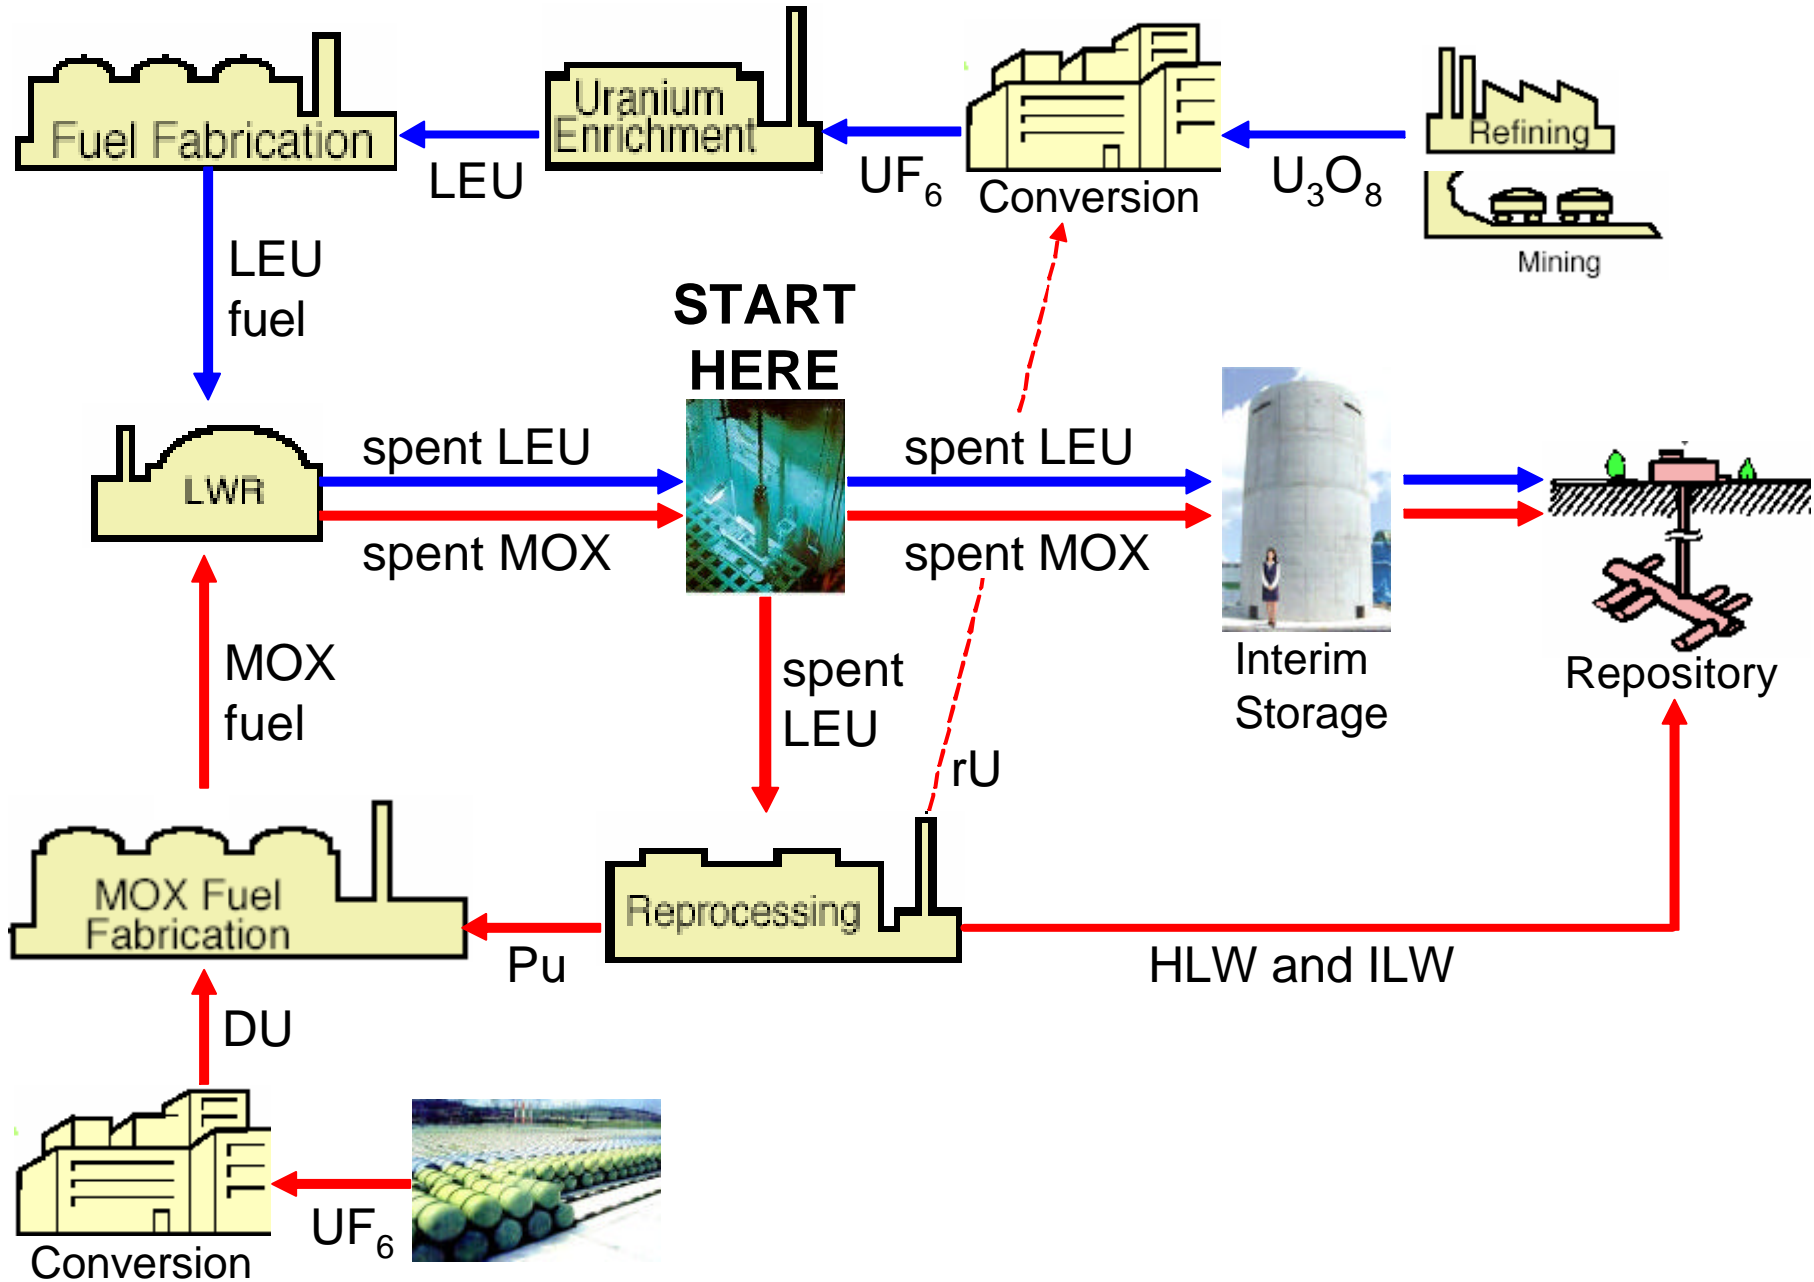 Fuel Fabrication
LEU
Uranium
Enrichment
UF₆
Conversion
U₃O₈
Refining
Mining
LEU
fuel
START
HERE
LWR
spent LEU
spent MOX
spent LEU
spent MOX
Interim
Storage
Repository
MOX
fuel
spent
LEU
rU
MOX Fuel
Fabrication
Pu
Reprocessing
HLW and ILW
DU
UF₆
Conversion